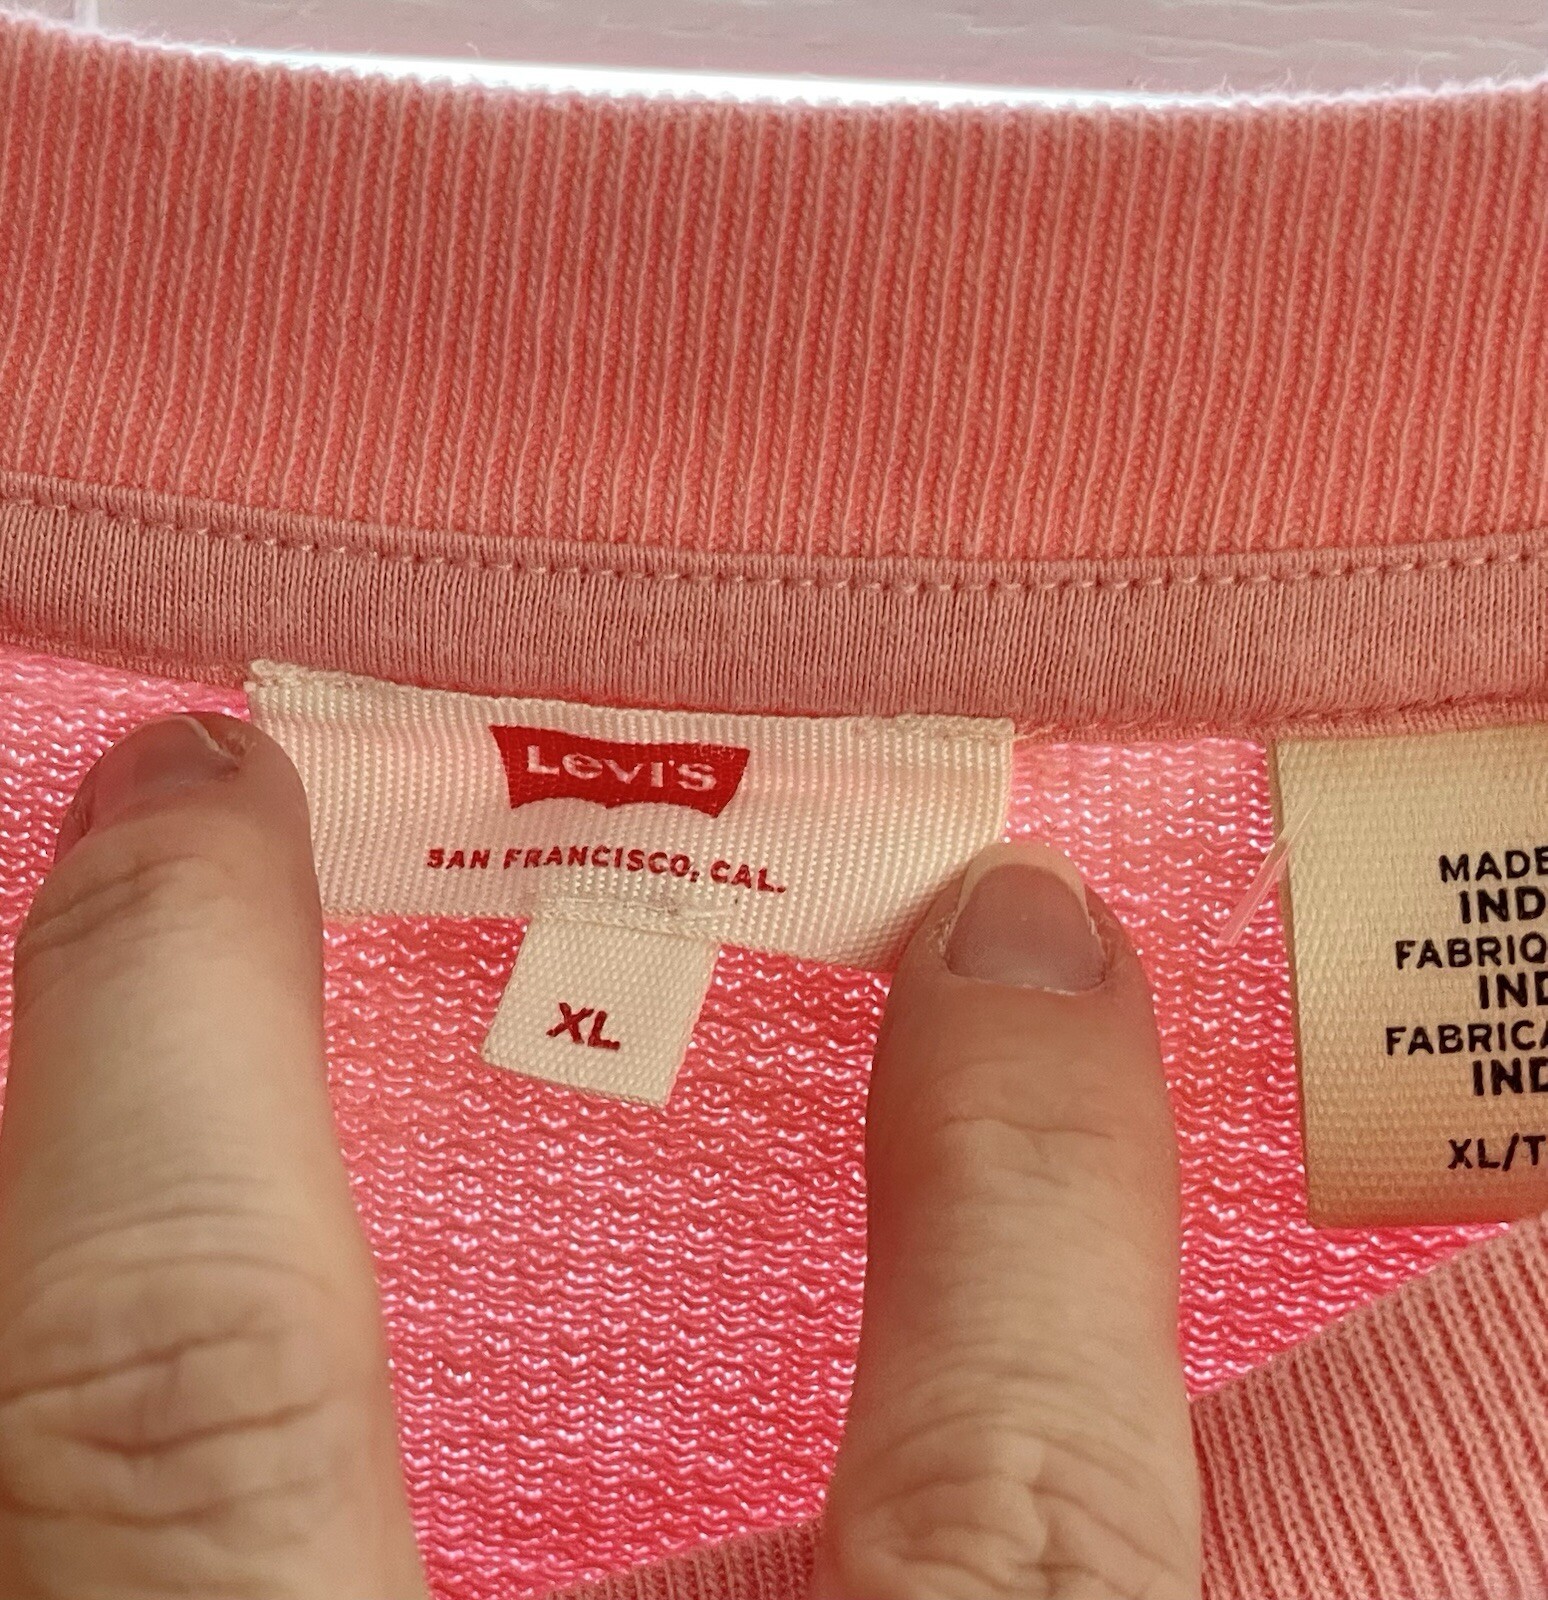 Levi's
SAN FRANCISCO, CAL.
XL
MADE
IND
FABRIQ
IND
FABRICA
IND
XL/T